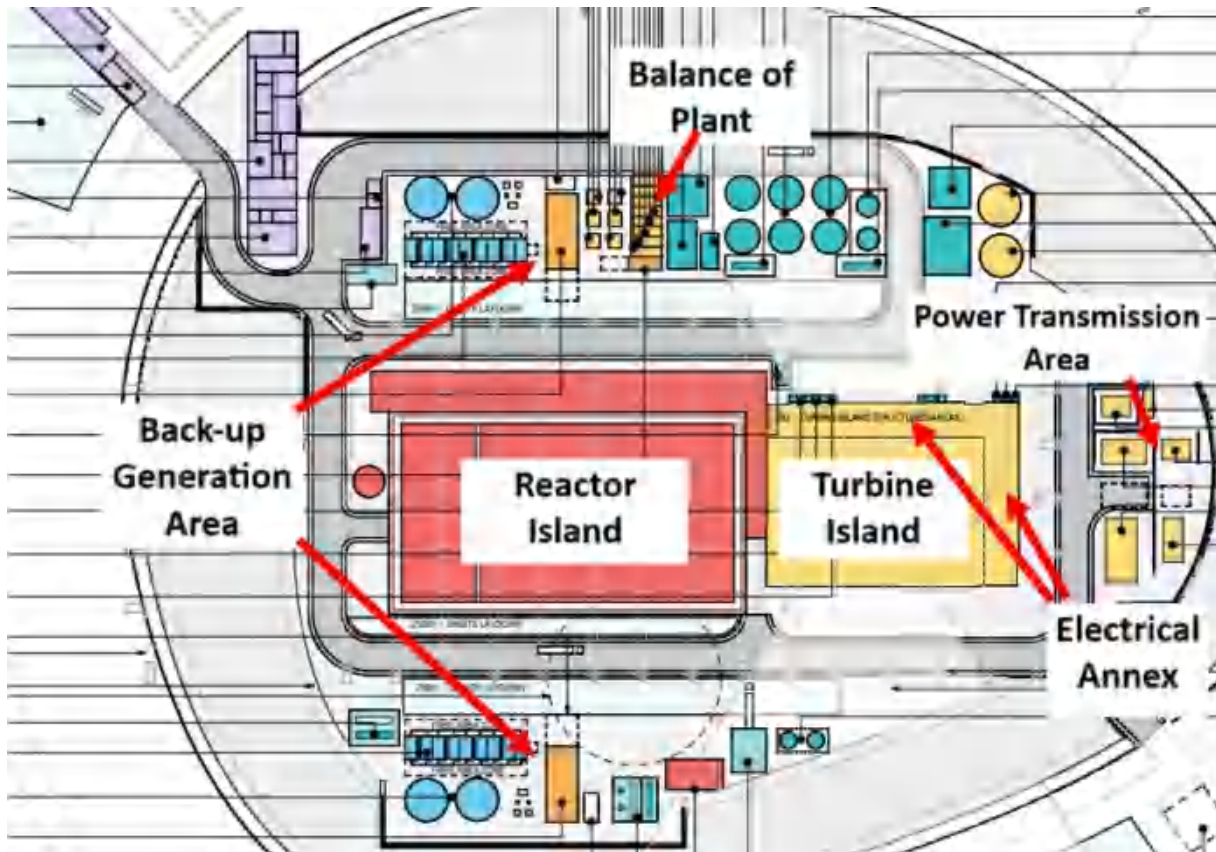 Balance of
Plant
Power Transmission
Area
Back-up
Generation
Area
Reactor
Island
Turbine
Island
Electrical
Annex